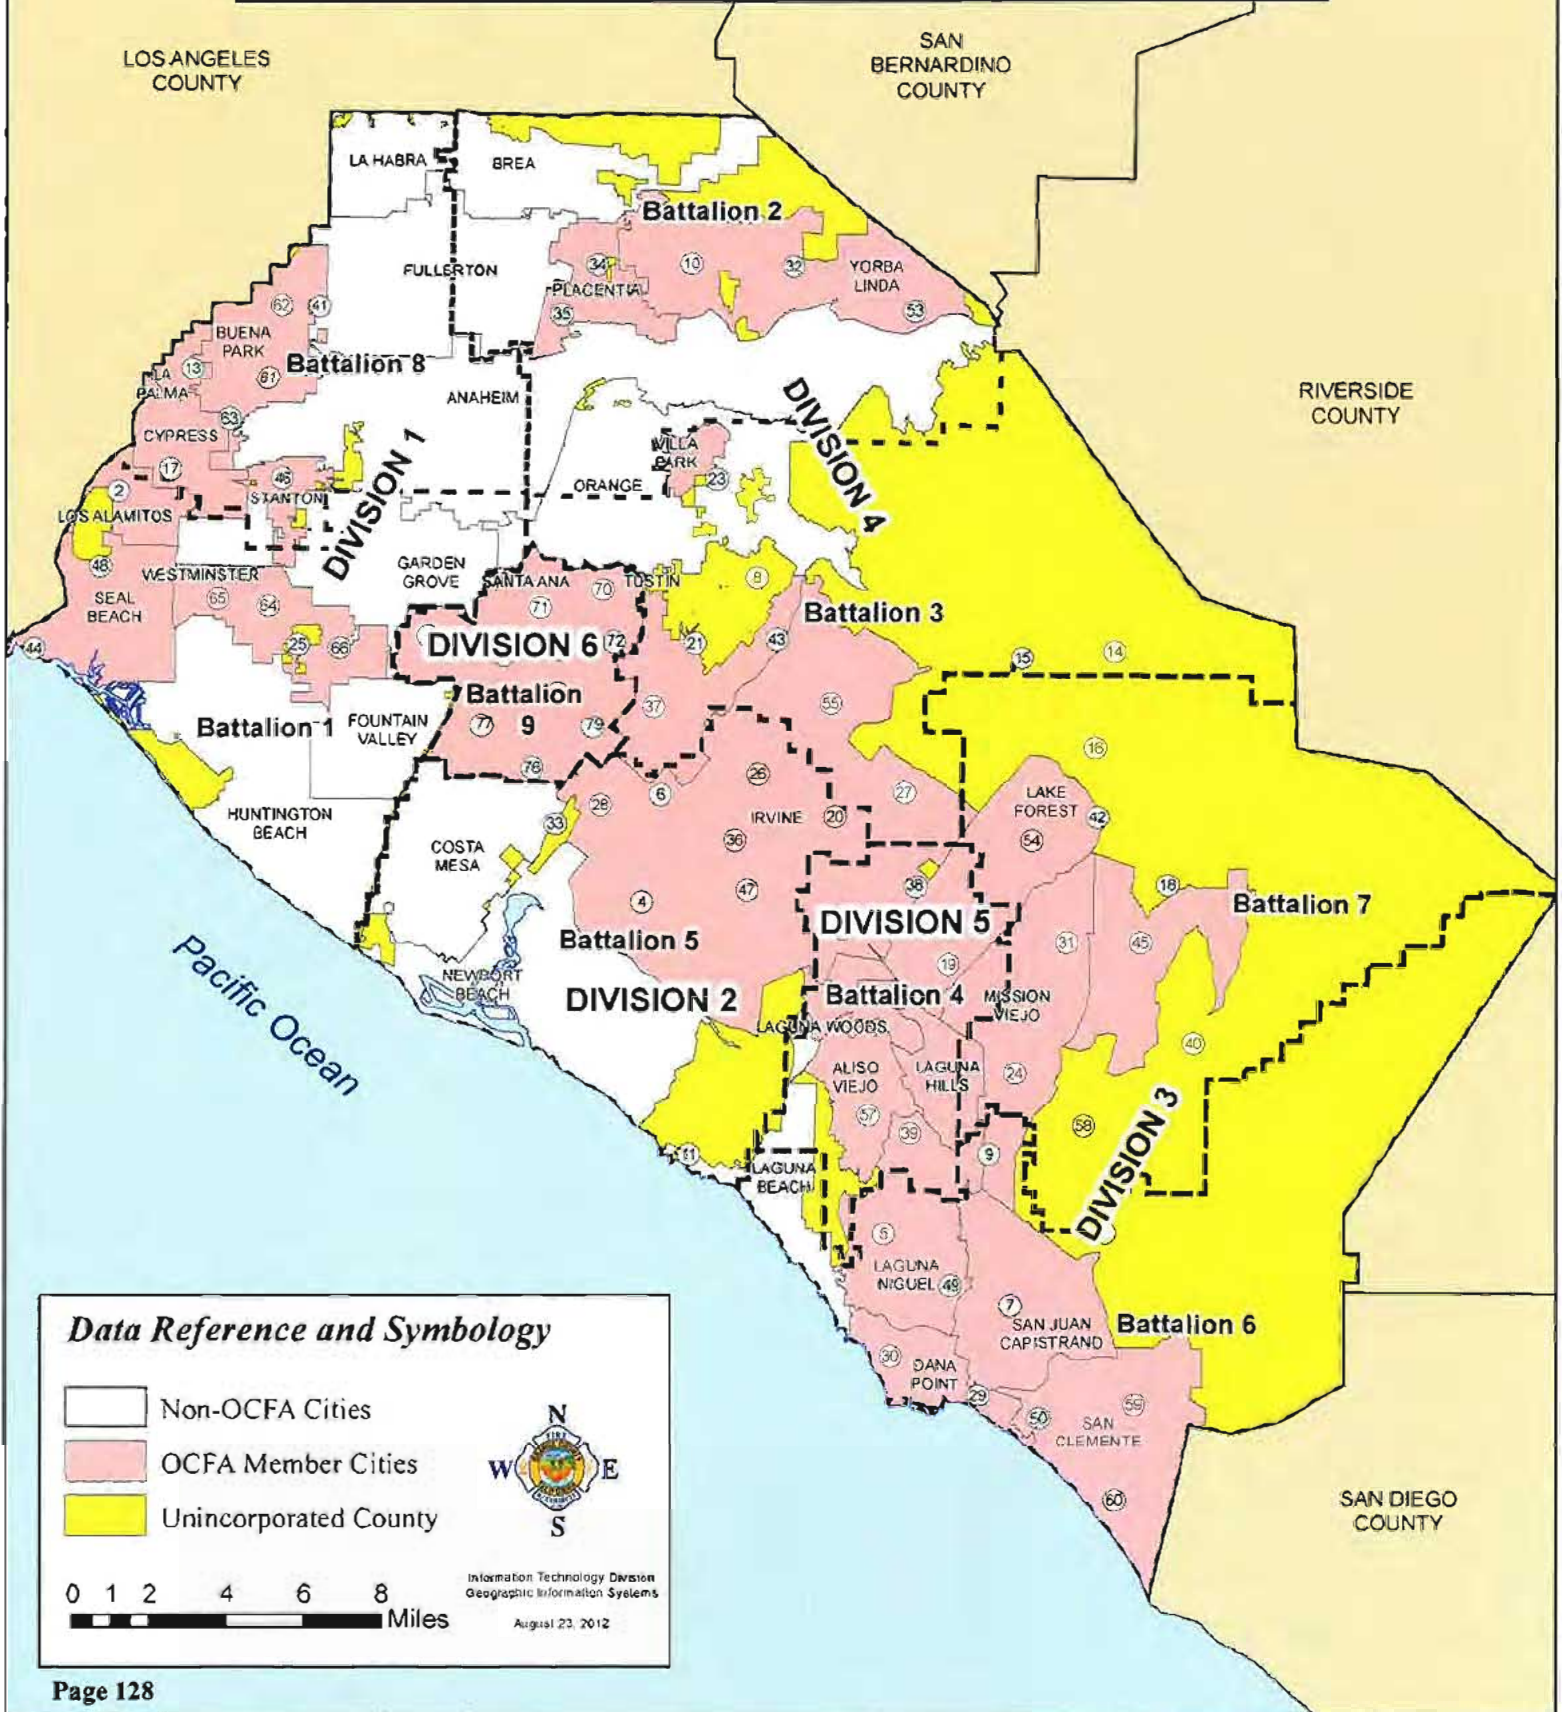 LOS ANGELES
COUNTY
SAN
BERNARDINO
COUNTY
LA HABRA
BREA
Battalion 2
FULLERTON
34
10
32
YORBA
LINDA
PLACENTIA
35
53
62
41
BUENA
PARK
Battalion 8
13
61
LA
PALMA
ANAHEIM
RIVERSIDE
COUNTY
63
CYPRESS
DIVISION 1
DIVISION 4
VILLA
PARK
17
46
23
2
STANTON
ORANGE
LOS ALAMITOS
48
WESTMINSTER
GARDEN
GROVE
SANTA ANA
70
TUSTIN
8
SEAL
BEACH
65
64
71
Battalion 3
44
25
66
DIVISION 6
72
21
43
15
14
Battalion 1
FOUNTAIN
VALLEY
Battalion
9
77
79
37
55
16
76
26
6
28
27
LAKE
FOREST
HUNTINGTON
BEACH
33
IRVINE
20
42
COSTA
MESA
36
54
4
47
38
18
Battalion 7
DIVISION 5
Battalion 5
31
45
Pacific Ocean
NEWPORT
BEACH
DIVISION 2
19
Battalion 4
MISSION
VIEJO
LAGUNA WOODS
40
ALISO
VIEJO
LAGUNA
HILLS
24
57
39
58
DIVISION 3
11
9
LAGUNA
BEACH
5
LAGUNA
NIGUEL
49
7
SAN JUAN
CAPISTRANO
Battalion 6
30
DANA
POINT
29
50
59
SAN
CLEMENTE
60
SAN DIEGO
COUNTY
Data Reference and Symbology
Non-OCFA Cities
OCFA Member Cities
Unincorporated County
N
W
E
S
0 1 2 4 6 8
Miles
Information Technology Division
Geographic Information Systems
August 23, 2012
Page 128